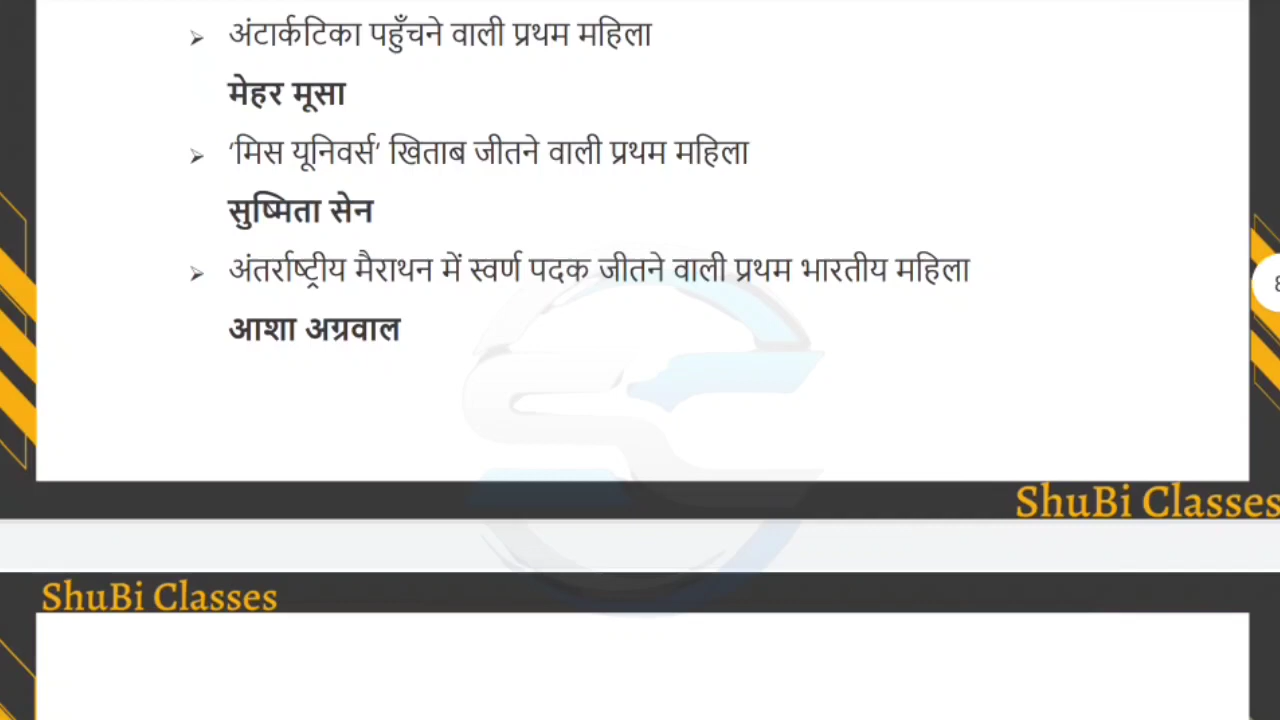 ➢ अंटार्कटिका पहुँचने वाली प्रथम महिला
मेहर मूसा
➢ ‘मिस यूनिवर्स’ खिताब जीतने वाली प्रथम महिला
सुष्मिता सेन
➢ अंतर्राष्ट्रीय मैराथन में स्वर्ण पदक जीतने वाली प्रथम भारतीय महिला
आशा अग्रवाल
8
ShuBi Classes
ShuBi Classes